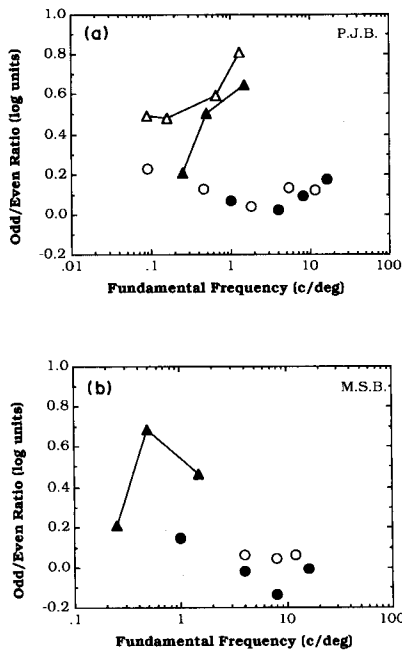 (a) P.J.B.
1.0
0.8
0.6
0.4
0.2
0.0
-0.2
Odd/Even Ratio (log units)
.01 .1 1 10 100
Fundamental Frequency (c/deg)
(b) M.S.B.
1.0
0.8
0.6
0.4
0.2
0.0
-0.2
Odd/Even Ratio (log units)
.1 1 10 100
Fundamental Frequency (c/deg)